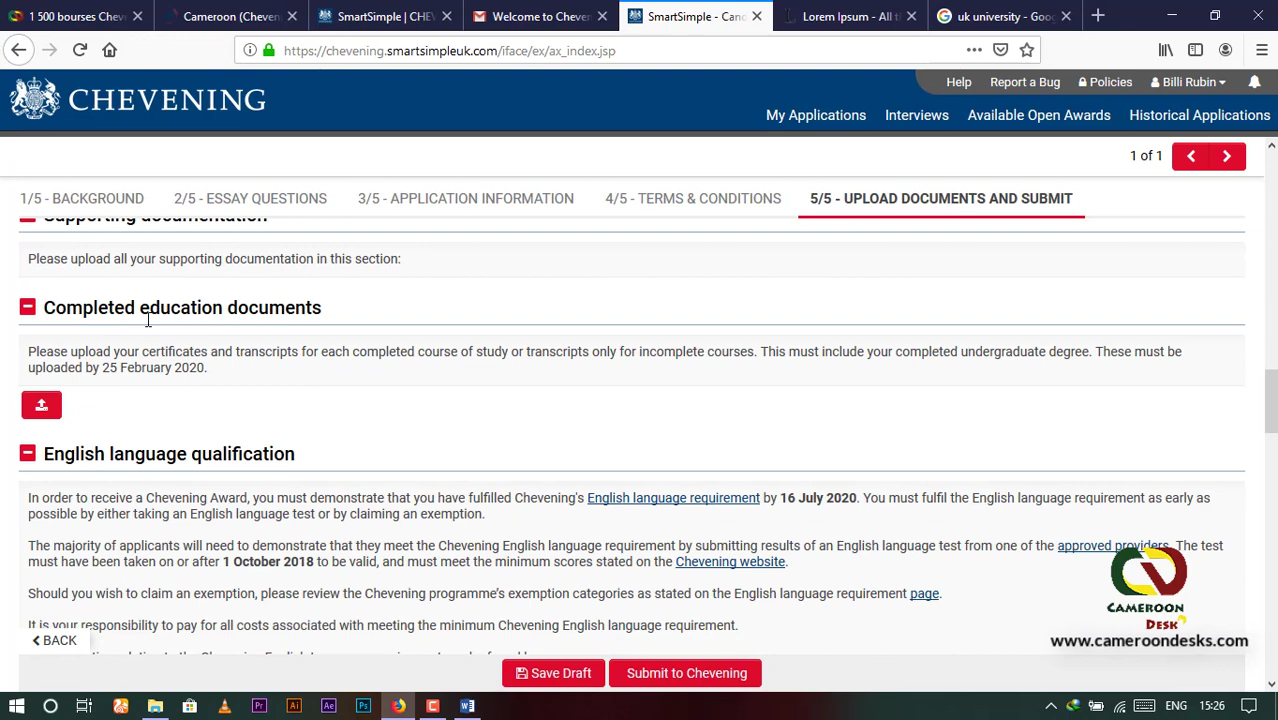 1 500 bourses Cheve
Cameroon (Cheven
SmartSimple | CHEV
Welcome to Cheven
SmartSimple - Cano
Lorem Ipsum - All th
uk university - Goog
https://chevening.smartsimpleuk.com/iface/ex/ax_index.jsp
CHEVENING
Help Report a Bug Policies Billi Rubin
My Applications Interviews Available Open Awards Historical Applications
1 of 1
1/5 - BACKGROUND 2/5 - ESSAY QUESTIONS 3/5 - APPLICATION INFORMATION 4/5 - TERMS & CONDITIONS 5/5 - UPLOAD DOCUMENTS AND SUBMIT
Supporting documentation
Please upload all your supporting documentation in this section:
Completed education documents
Please upload your certificates and transcripts for each completed course of study or transcripts only for incomplete courses. This must include your completed undergraduate degree. These must be
uploaded by 25 February 2020.
English language qualification
In order to receive a Chevening Award, you must demonstrate that you have fulfilled Chevening's English language requirement by 16 July 2020. You must fulfil the English language requirement as early as
possible by either taking an English language test or by claiming an exemption.
The majority of applicants will need to demonstrate that they meet the Chevening English language requirement by submitting results of an English language test from one of the approved providers. The test
must have been taken on or after 1 October 2018 to be valid, and must meet the minimum scores stated on the Chevening website.
Should you wish to claim an exemption, please review the Chevening programme's exemption categories as stated on the English language requirement page.
It is your responsibility to pay for all costs associated with meeting the minimum Chevening English language requirement.
BACK
CAMEROON
DESK
www.cameroondesks.com
Save Draft Submit to Chevening
Pr Ai Ae Ps ENG 15:26